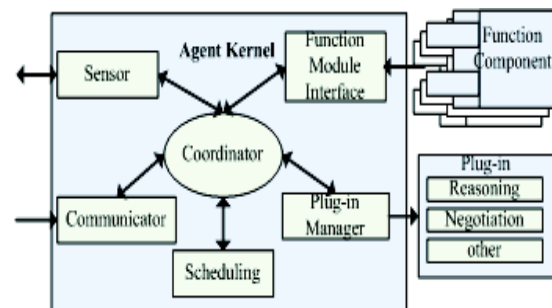 Agent Kernel
Sensor
Function
Module
Interface
Function
Component
Coordinator
Communicator
Scheduling
Plug-in
Manager
Plug-in
Reasoning
Negotiation
other